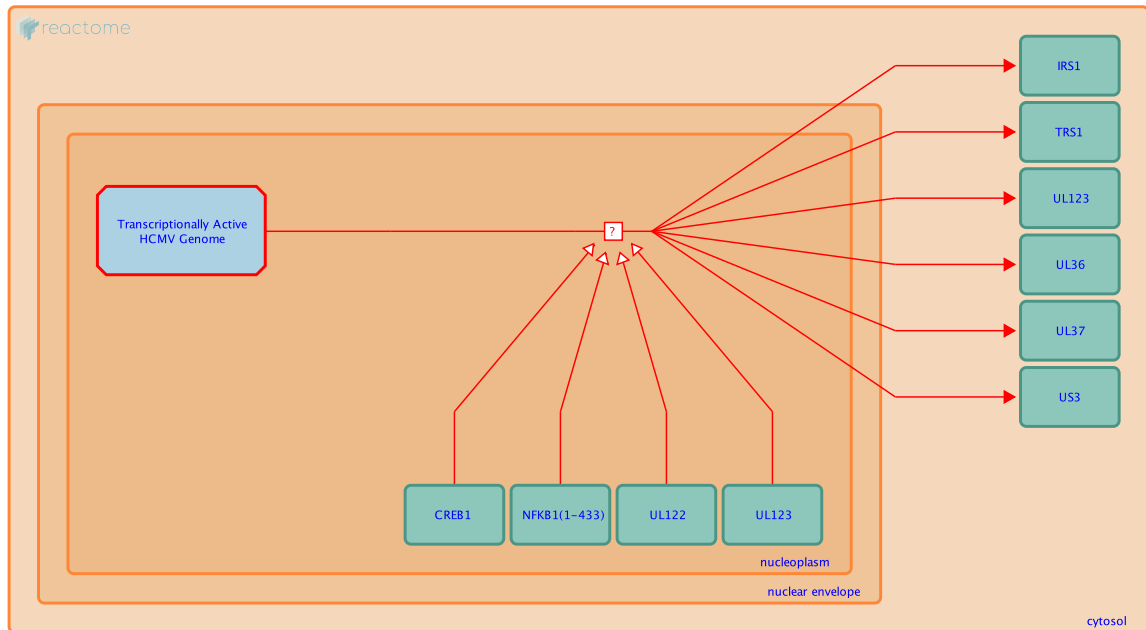 reactome
IRS1
TRS1
UL123
UL36
UL37
US3
Transcriptionally Active
HCMV Genome
?
CREB1
NFKB1(1-433)
UL122
UL123
nucleoplasm
nuclear envelope
cytosol